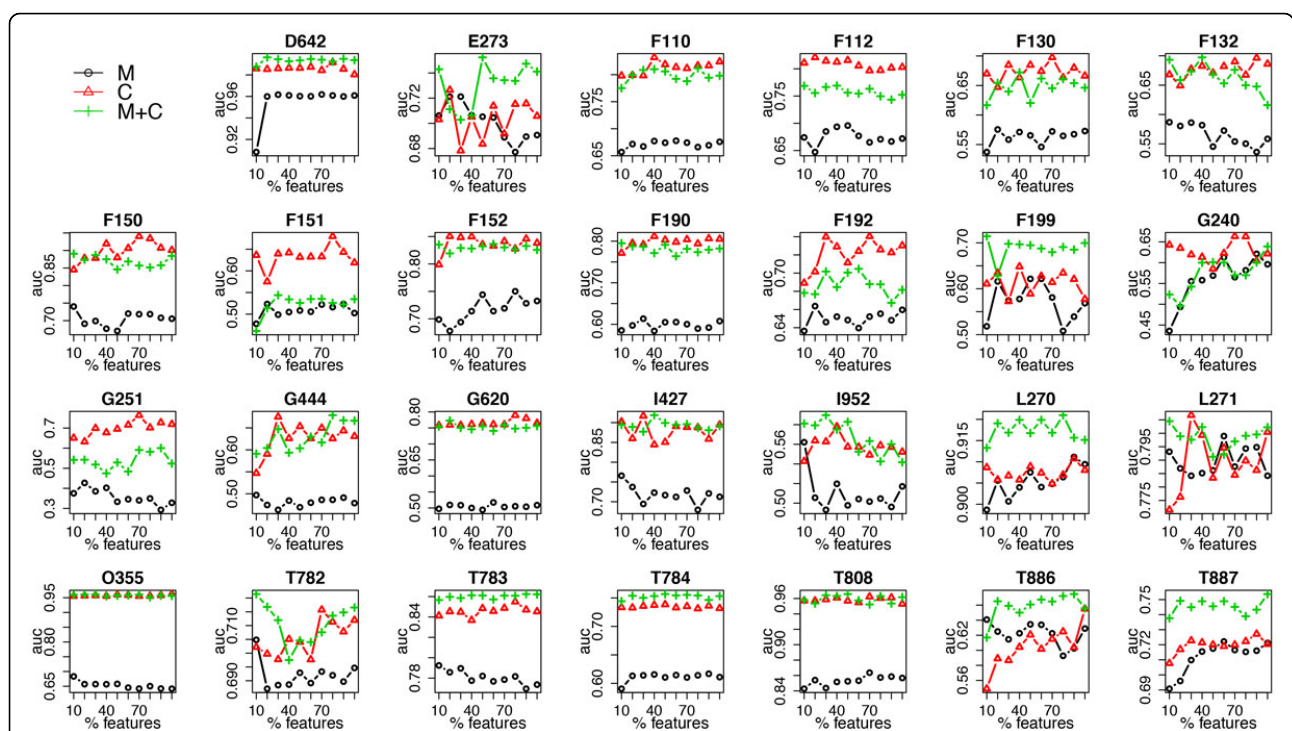 M
C
M+C
D642
auc
0.92
0.96
10
40
70
% features
E273
auc
0.68
0.72
10
40
70
% features
F110
auc
0.65
0.75
10
40
70
% features
F112
auc
0.65
0.75
10
40
70
% features
F130
auc
0.55
0.65
10
40
70
% features
F132
auc
0.55
0.65
10
40
70
% features
F150
auc
0.70
0.85
10
40
70
% features
F151
auc
0.50
0.60
10
40
70
% features
F152
auc
0.70
0.80
10
40
70
% features
F190
auc
0.60
0.70
0.80
10
40
70
% features
F192
auc
0.64
0.70
10
40
70
% features
F199
auc
0.50
0.60
0.70
10
40
70
% features
G240
auc
0.45
0.55
0.65
10
40
70
% features
G251
auc
0.3
0.5
0.7
10
40
70
% features
G444
auc
0.50
0.60
10
40
70
% features
G620
auc
0.50
0.65
0.80
10
40
70
% features
I427
auc
0.70
0.85
10
40
70
% features
I952
auc
0.50
0.56
10
40
70
% features
L270
auc
0.900
0.915
10
40
70
% features
L271
auc
0.775
0.795
10
40
70
% features
O355
auc
0.65
0.80
0.95
10
40
70
% features
T782
auc
0.690
0.710
10
40
70
% features
T783
auc
0.78
0.84
10
40
70
% features
T784
auc
0.60
0.70
10
40
70
% features
T808
auc
0.84
0.90
0.96
10
40
70
% features
T886
auc
0.56
0.62
10
40
70
% features
T887
auc
0.69
0.72
0.75
10
40
70
% features